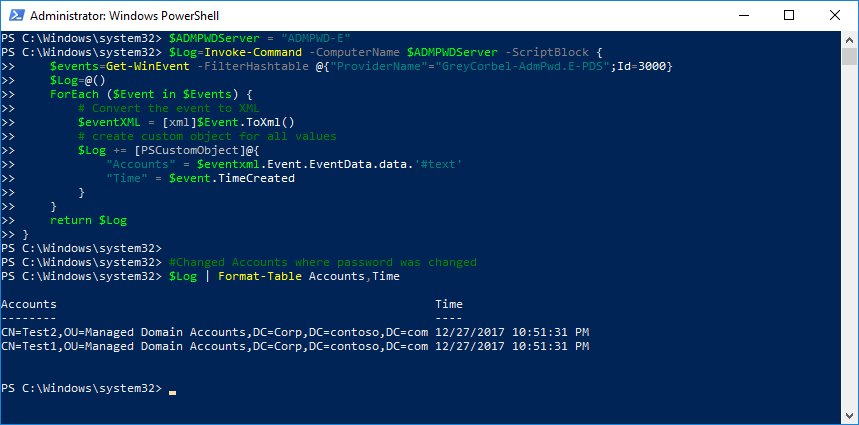 Administrator: Windows PowerShell
PS C:\Windows\system32> $ADMPWDServer = "ADMPWD-E"
PS C:\Windows\system32> $Log=Invoke-Command -ComputerName $ADMPWDServer -ScriptBlock {
>>     $events=Get-WinEvent -FilterHashtable @{"ProviderName"="GreyCorbel-AdmPwd.E-PDS";Id=3000}
>>     $Log=@()
>>     ForEach ($Event in $Events) {
>>         # Convert the event to XML
>>         $eventXML = [xml]$Event.ToXml()
>>         # create custom object for all values
>>         $Log += [PSCustomObject]@{
>>             "Accounts" = $eventxml.Event.EventData.data.'#text'
>>             "Time" = $event.TimeCreated
>>         }
>>     }
>>     return $Log
>> }
PS C:\Windows\system32>
PS C:\Windows\system32> #Changed Accounts where password was changed
PS C:\Windows\system32> $Log | Format-Table Accounts,Time
Accounts                                                     Time
--------                                                     ----
CN=Test2,OU=Managed Domain Accounts,DC=Corp,DC=contoso,DC=com 12/27/2017 10:51:31 PM
CN=Test1,OU=Managed Domain Accounts,DC=Corp,DC=contoso,DC=com 12/27/2017 10:51:31 PM
PS C:\Windows\system32>